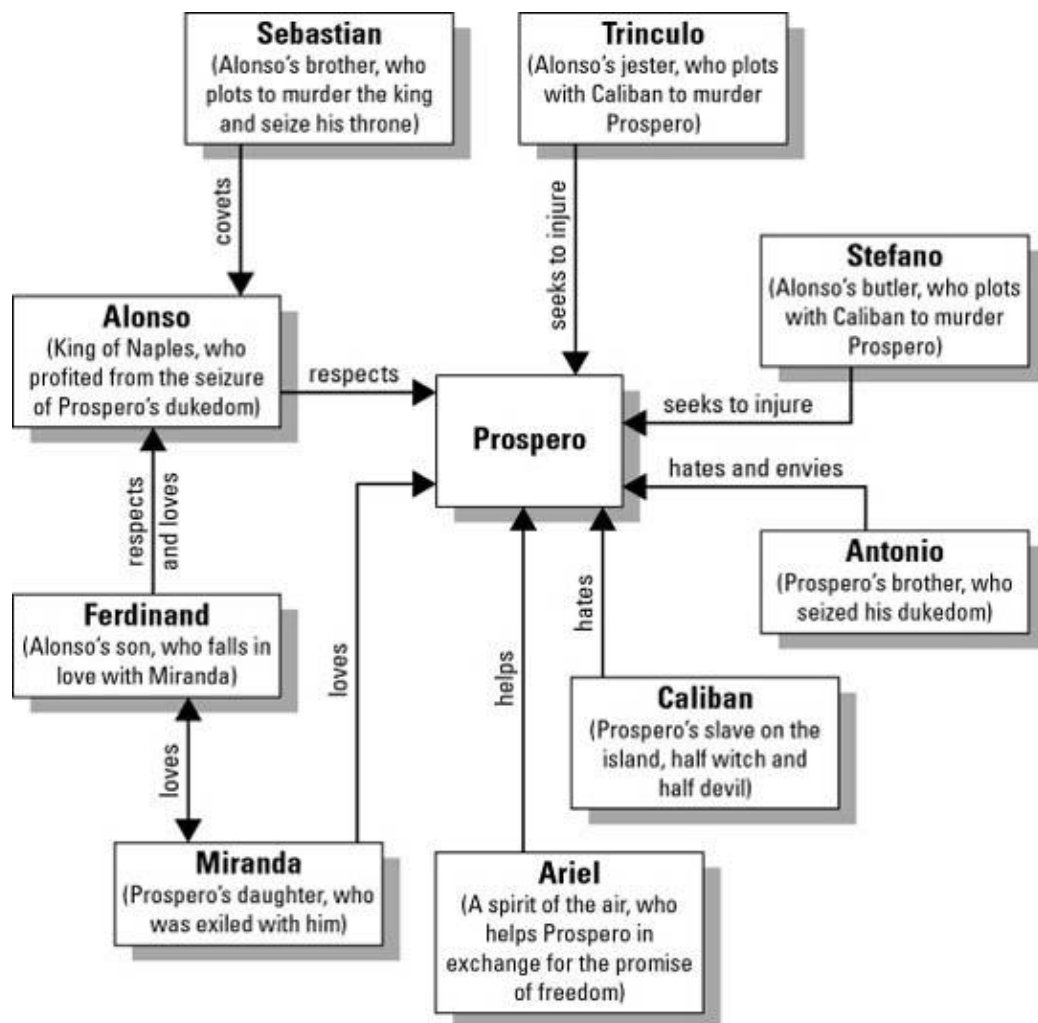 Sebastian
(Alonso's brother, who
plots to murder the king
and seize his throne)
Trinculo
(Alonso's jester, who plots
with Caliban to murder
Prospero)
covets
seeks to injure
Stefano
(Alonso's butler, who plots
with Caliban to murder
Prospero)
Alonso
(King of Naples, who
profited from the seizure
of Prospero's dukedom)
respects
Prospero
seeks to injure
hates and envies
respects
and loves
Antonio
(Prospero's brother, who
seized his dukedom)
Ferdinand
(Alonso's son, who falls in
love with Miranda)
loves
helps
hates
Caliban
(Prospero's slave on the
island, half witch and
half devil)
loves
Miranda
(Prospero's daughter, who
was exiled with him)
Ariel
(A spirit of the air, who
helps Prospero in
exchange for the promise
of freedom)